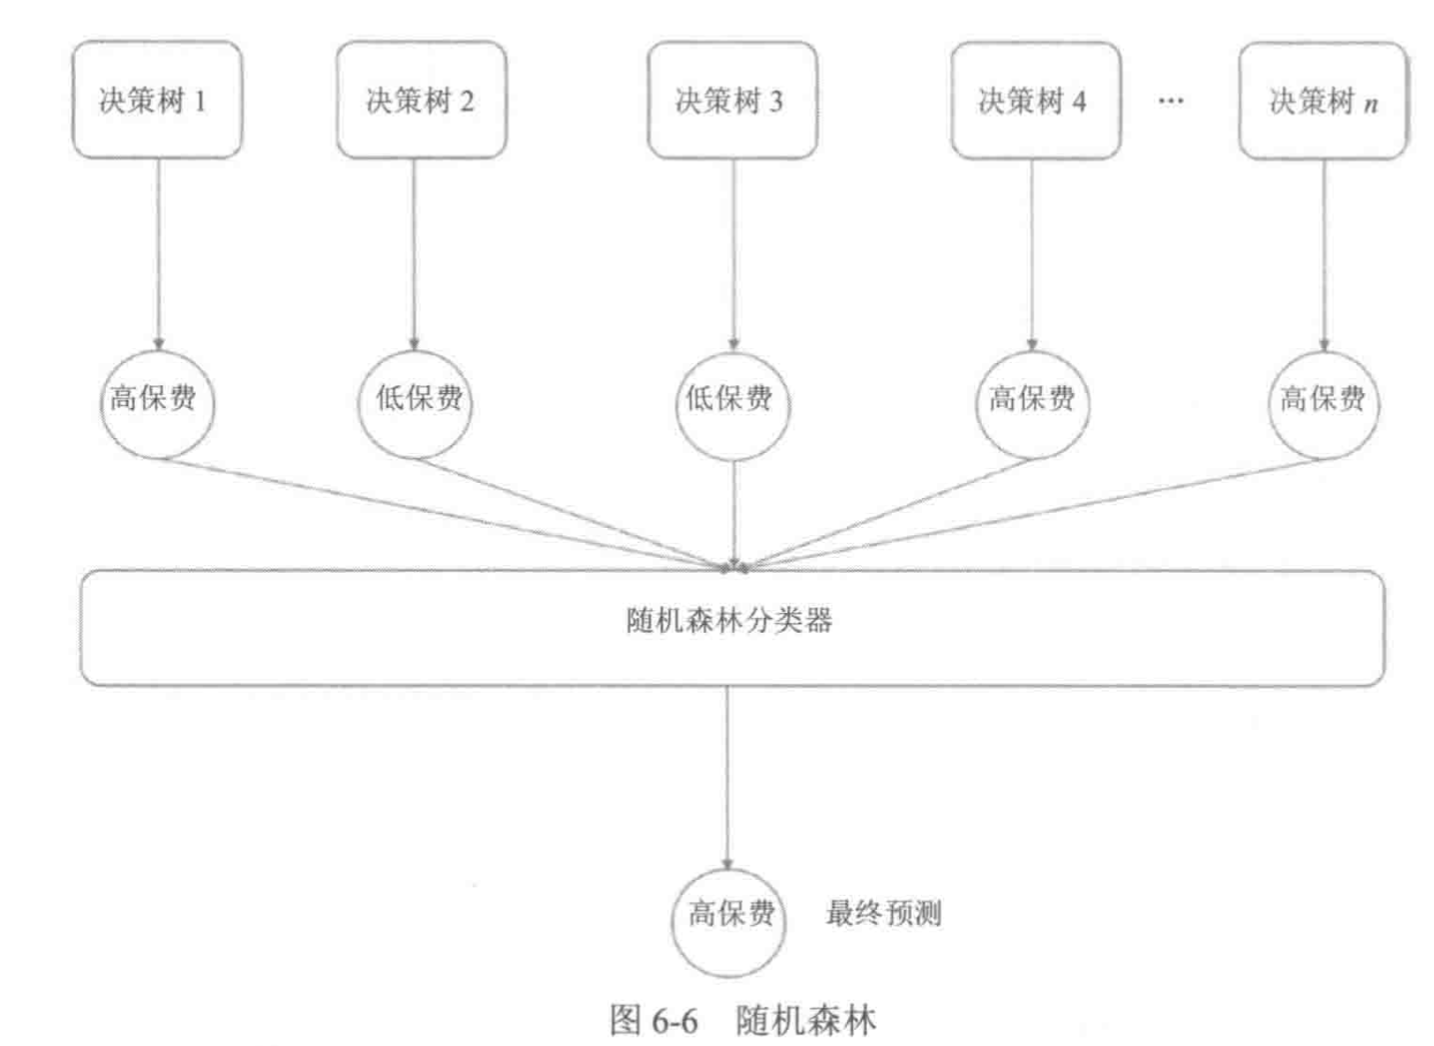 决策树 1 决策树 2 决策树 3 决策树 4 ... 决策树 n
高保费 低保费 低保费 高保费 高保费
随机森林分类器
高保费 最终预测
图 6-6 随机森林